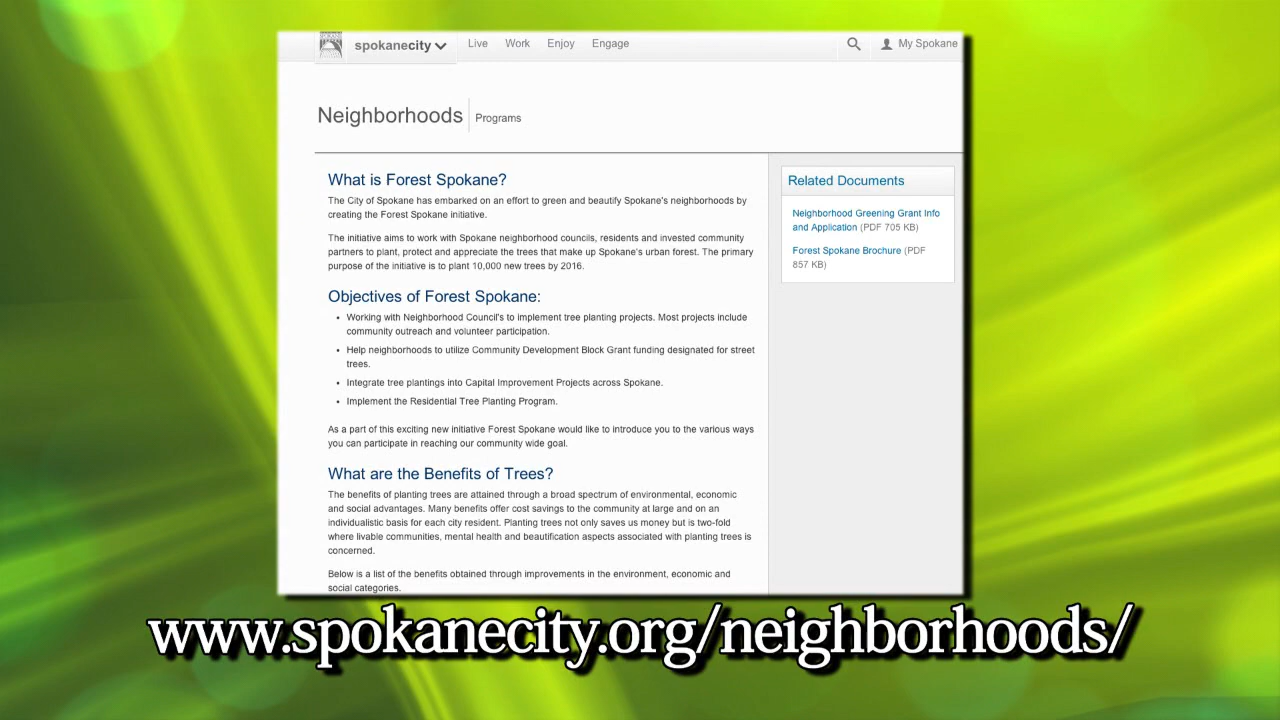 spokanecity Live Work Enjoy Engage My Spokane
Neighborhoods Programs
What is Forest Spokane?
The City of Spokane has embarked on an effort to green and beautify Spokane's neighborhoods by
creating the Forest Spokane initiative.
The initiative aims to work with Spokane neighborhood councils, residents and invested community
partners to plant, protect and appreciate the trees that make up Spokane's urban forest. The primary
purpose of the initiative is to plant 10,000 new trees by 2016.
Objectives of Forest Spokane:
• Working with Neighborhood Council's to implement tree planting projects. Most projects include
community outreach and volunteer participation.
• Help neighborhoods to utilize Community Development Block Grant funding designated for street
trees.
• Integrate tree plantings into Capital Improvement Projects across Spokane.
• Implement the Residential Tree Planting Program.
As a part of this exciting new initiative Forest Spokane would like to introduce you to the various ways
you can participate in reaching our community wide goal.
What are the Benefits of Trees?
The benefits of planting trees are attained through a broad spectrum of environmental, economic
and social advantages. Many benefits offer cost savings to the community at large and on an
individualistic basis for each city resident. Planting trees not only saves us money but is two-fold
where livable communities, mental health and beautification aspects associated with planting trees is
concerned.
Below is a list of the benefits obtained through improvements in the environment, economic and
social categories.
Related Documents
Neighborhood Greening Grant Info
and Application (PDF 705 KB)
Forest Spokane Brochure (PDF
857 KB)
www.spokanecity.org/neighborhoods/